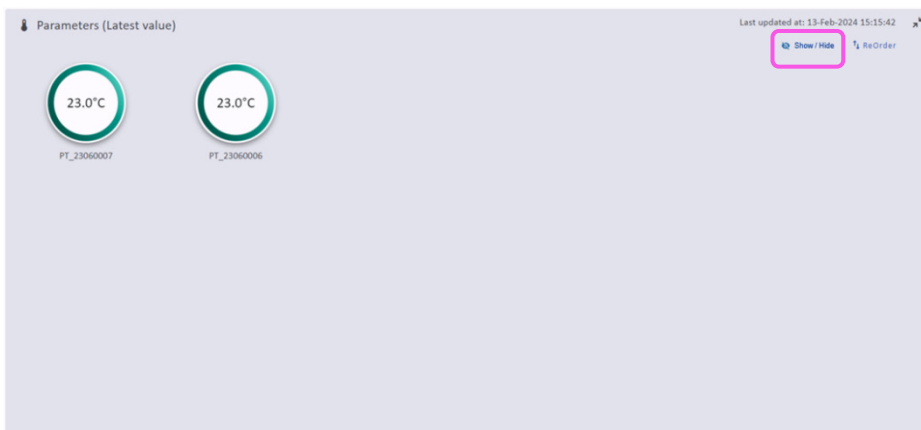 Parameters (Latest value)
Last updated at: 13-Feb-2024 15:15:42
Show / Hide
ReOrder
23.0°C
23.0°C
PT_23060007
PT_23060006